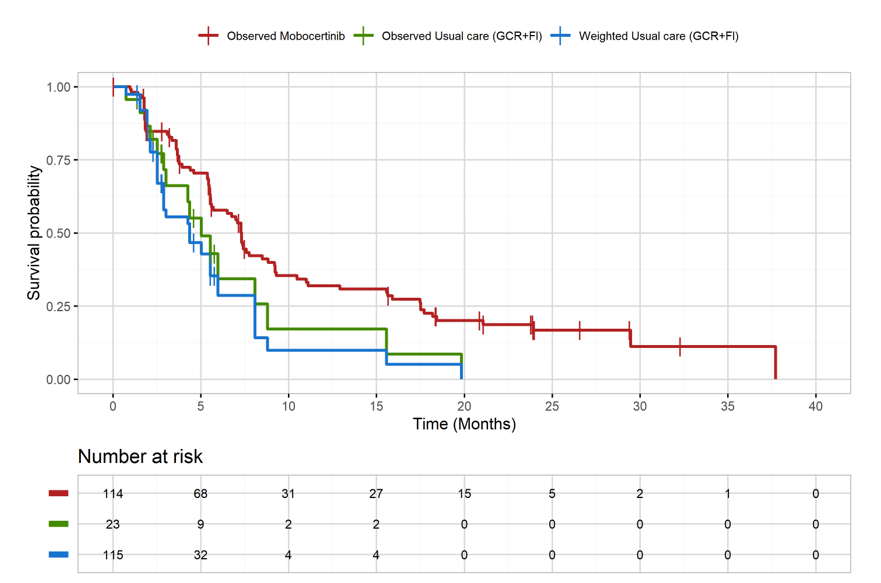 Observed Mobocertinib Observed Usual care (GCR+FI) Weighted Usual care (GCR+FI)
1.00
0.75
0.50
0.25
0.00
Survival probability
0 5 10 15 20 25 30 35 40
Time (Months)
Number at risk
114 68 31 27 15 5 2 1 0
23 9 2 2 0 0 0 0 0
115 32 4 4 0 0 0 0 0